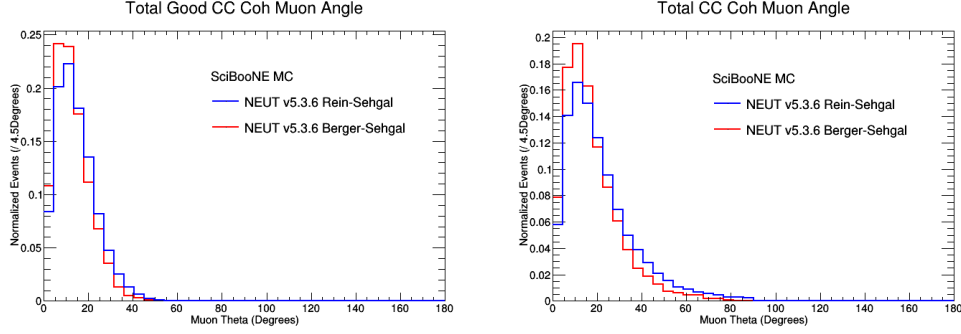 Total Good CC Coh Muon Angle
Normalized Events (/ 4.5Degrees)
0.25
0.2
0.15
0.1
0.05
0
SciBooNE MC
NEUT v5.3.6 Rein-Sehgal
NEUT v5.3.6 Berger-Sehgal
0 20 40 60 80 100 120 140 160 180
Muon Theta (Degrees)
Total CC Coh Muon Angle
Normalized Events (/ 4.5Degrees)
0.2
0.18
0.16
0.14
0.12
0.1
0.08
0.06
0.04
0.02
0
SciBooNE MC
NEUT v5.3.6 Rein-Sehgal
NEUT v5.3.6 Berger-Sehgal
0 20 40 60 80 100 120 140 160 180
Muon Theta (Degrees)